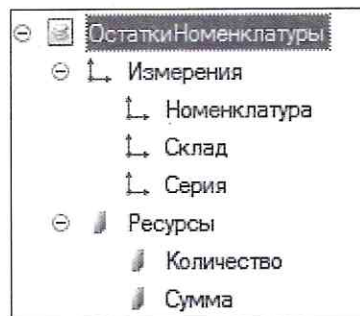 ОстаткиНоменклатуры
Измерения
Номенклатура
Склад
Серия
Ресурсы
Количество
Сумма